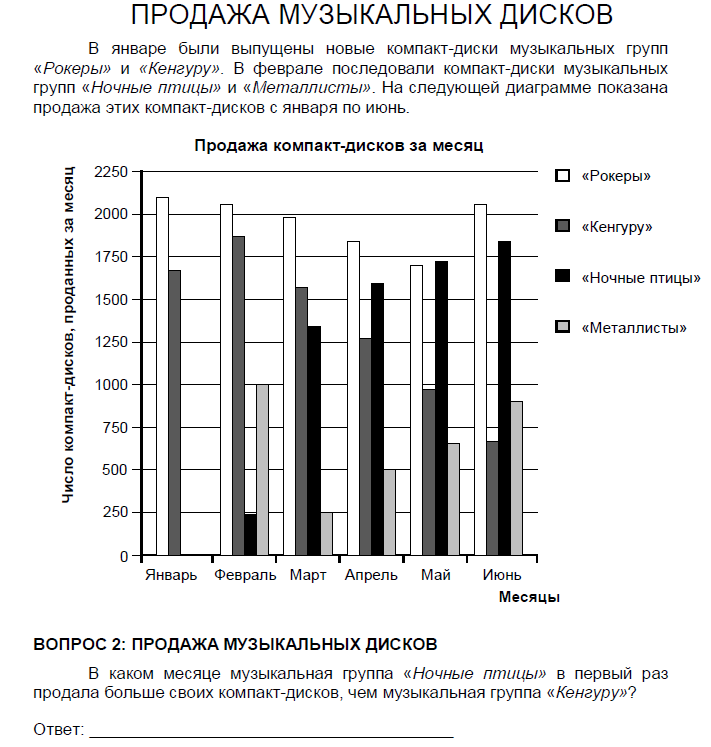 ПРОДАЖА МУЗЫКАЛЬНЫХ ДИСКОВ
В январе были выпущены новые компакт-диски музыкальных групп
«Рокеры» и «Кенгуру». В феврале последовали компакт-диски музыкальных
групп «Ночные птицы» и «Металлисты». На следующей диаграмме показана
продажа этих компакт-дисков с января по июнь.
Продажа компакт-дисков за месяц
Число компакт-дисков, проданных за месяц
2250
2000
1750
1500
1250
1000
750
500
250
0
Январь Февраль Март Апрель Май Июнь
Месяцы
«Рокеры»
«Кенгуру»
«Ночные птицы»
«Металлисты»
ВОПРОС 2: ПРОДАЖА МУЗЫКАЛЬНЫХ ДИСКОВ
В каком месяце музыкальная группа «Ночные птицы» в первый раз
продала больше своих компакт-дисков, чем музыкальная группа «Кенгуру»?
Ответ: